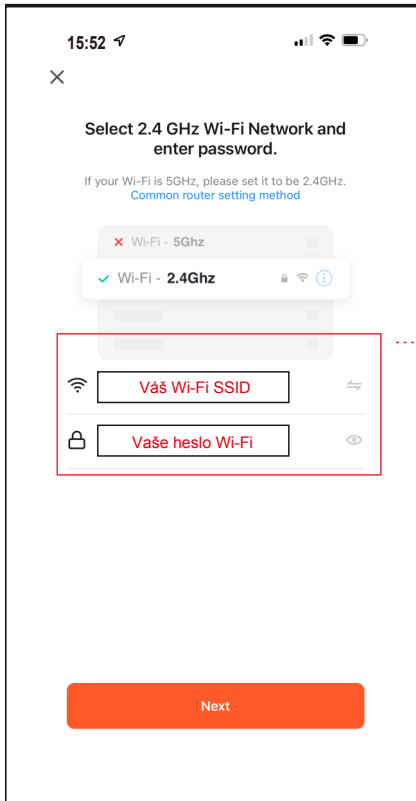 15:52
Select 2.4 GHz Wi-Fi Network and
enter password.
If your Wi-Fi is 5GHz, please set it to be 2.4GHz.
Common router setting method
Wi-Fi - 5Ghz
Wi-Fi - 2.4Ghz
Váš Wi-Fi SSID
Vaše heslo Wi-Fi
Next